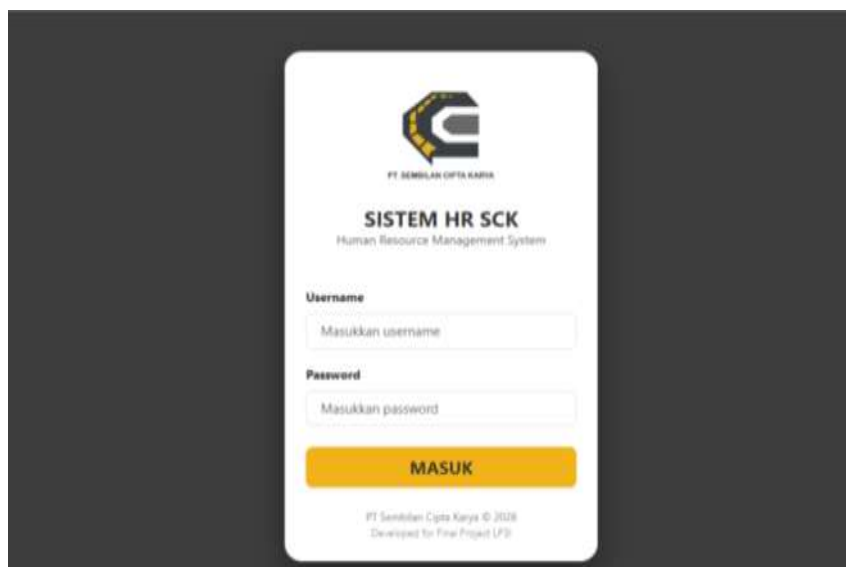 PT SEMBILAN CIPTA KARYA
SISTEM HR SCK
Human Resource Management System
Username
Masukkan username
Password
Masukkan password
MASUK
PT Sembilan Cipta Karya ©
Developed for Final Project